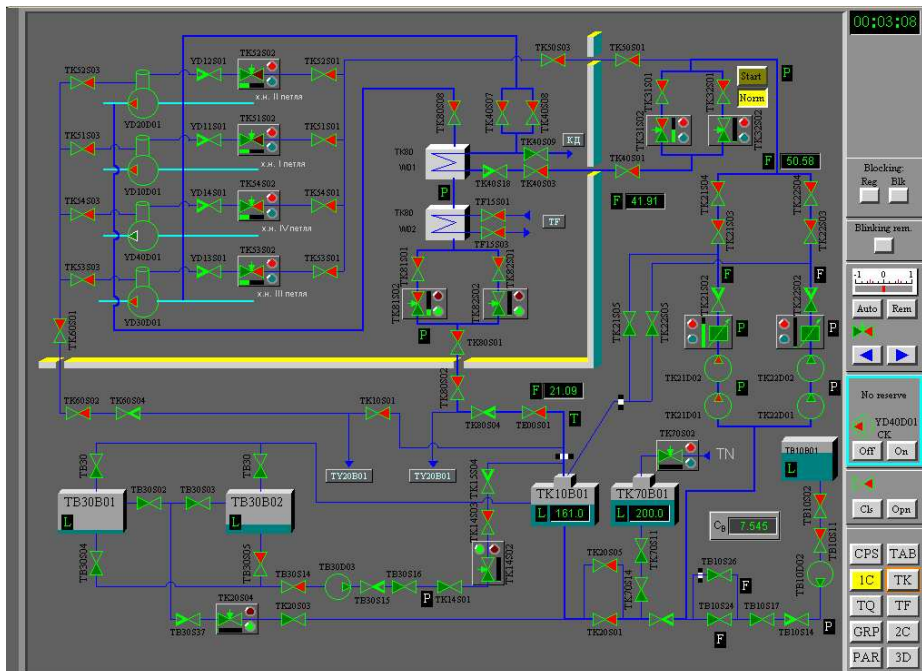 00:03:08
TK52S03
YD12S01
TK52S02
TK52S01
х.н. II петля
YD20D01
TK51S03
YD11S01
TK51S02
TK51S01
х.н. I петля
YD10D01
TK54S03
YD14S01
TK54S02
TK54S01
х.н. IV петля
YD40D01
TK53S03
YD13S01
TK53S02
TK53S01
х.н. III петля
YD30D01
TK60S01
TK50S03
TK50S01
TK80S08
TK40S07
TK40S08
TK40S09
КД
TK80
WD1
TK40S18
TK40S03
TK40S01
P
TK80
WD2
TF15S01
TF
TF15S03
TK81S01
TK82S01
TK81S02
TK82S02
P
P
TK80S01
TK31S01
TK32S01
Start
Norm
P
TK31S02
TK32S02
F 50.58
F 41.91
TK21S04
TK22S04
TK21S03
TK22S03
F
F
TK21S05
TK22S05
TK21S02
TK22S02
P
P
TK21D02
TK22D02
P
P
TK21D01
TK22D01
TK60S02
TK60S04
TK10S01
TK80S02
F 21.09
TK80S04
TE00S01
T
TY20B01
TY20B01
TK70S02
TN
TB10B01
L
TB30
TB30
TB30B01
L
TB30S02
TB30S03
TB30B02
L
TK15S04
TK14S03
TK14S02
TK10B01
L 161.0
TK70B01
L 200.0
CB 7.545
TB10S02
TB10S11
TB10D02
TB30S04
TB30S05
TB30S14
TB30D03
TB30S15
TB30S16
P
TK14S01
TK20S05
TK70S11
TK70S14
TB10S26
F
TB30S37
TK20S04
TK20S03
TK20S01
TB10S24
F
TB10S17
TB10S14
P
Blocking:
Reg Blk
Blinking rem.
-1 0 1
Auto Rem
No reserve
YD40D01
CK
Off On
Cls Opn
CPS TAB
1C TK
TQ TF
GRP 2C
PAR 3D